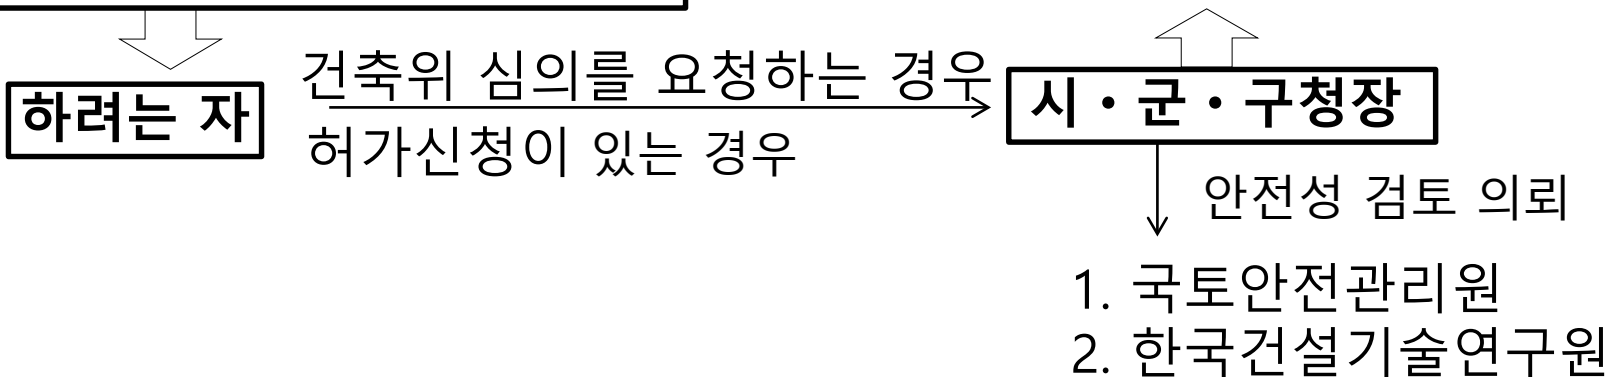 건축위 심의를 요청하는 경우
하려는 자
시・군・구청장
허가신청이 있는 경우
안전성 검토 의뢰
1. 국토안전관리원
2. 한국건설기술연구원